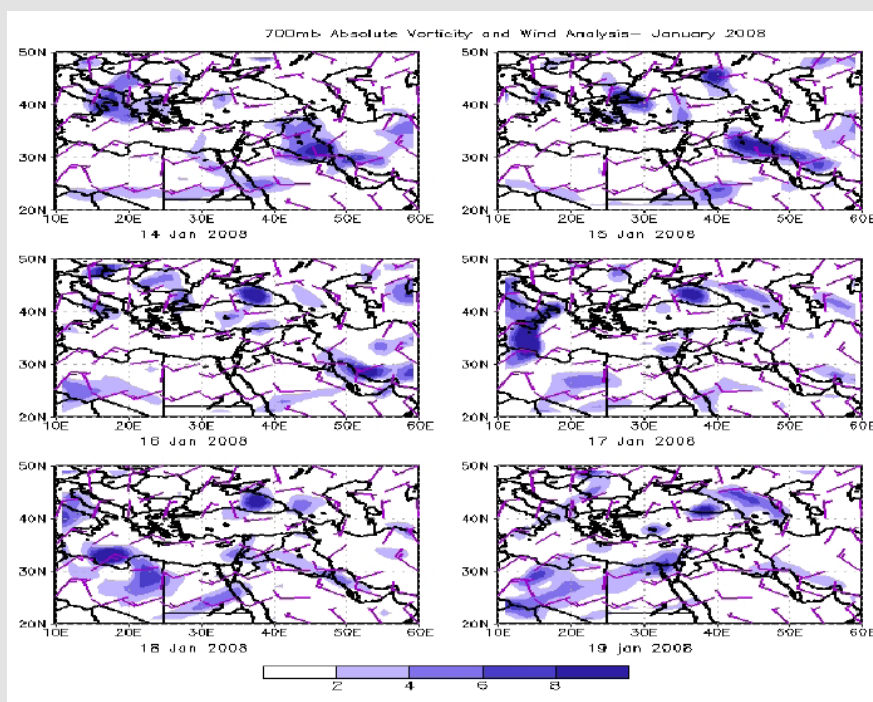 700mb Absolute Vorticity and Wind Analysis— January 2008
50N 50N
40N 40N
30N 30N
20N 20N
10E 20E 30E 40E 50E 60E 10E 20E 30E 40E 50E 60E
14 Jan 2008 15 Jan 2008
50N 50N
40N 40N
30N 30N
20N 20N
10E 20E 30E 40E 50E 60E 10E 20E 30E 40E 50E 60E
16 Jan 2008 17 Jan 2008
50N 50N
40N 40N
30N 30N
20N 20N
10E 20E 30E 40E 50E 60E 10E 20E 30E 40E 50E 60E
18 Jan 2008 19 jan 2008
2 4 6 8